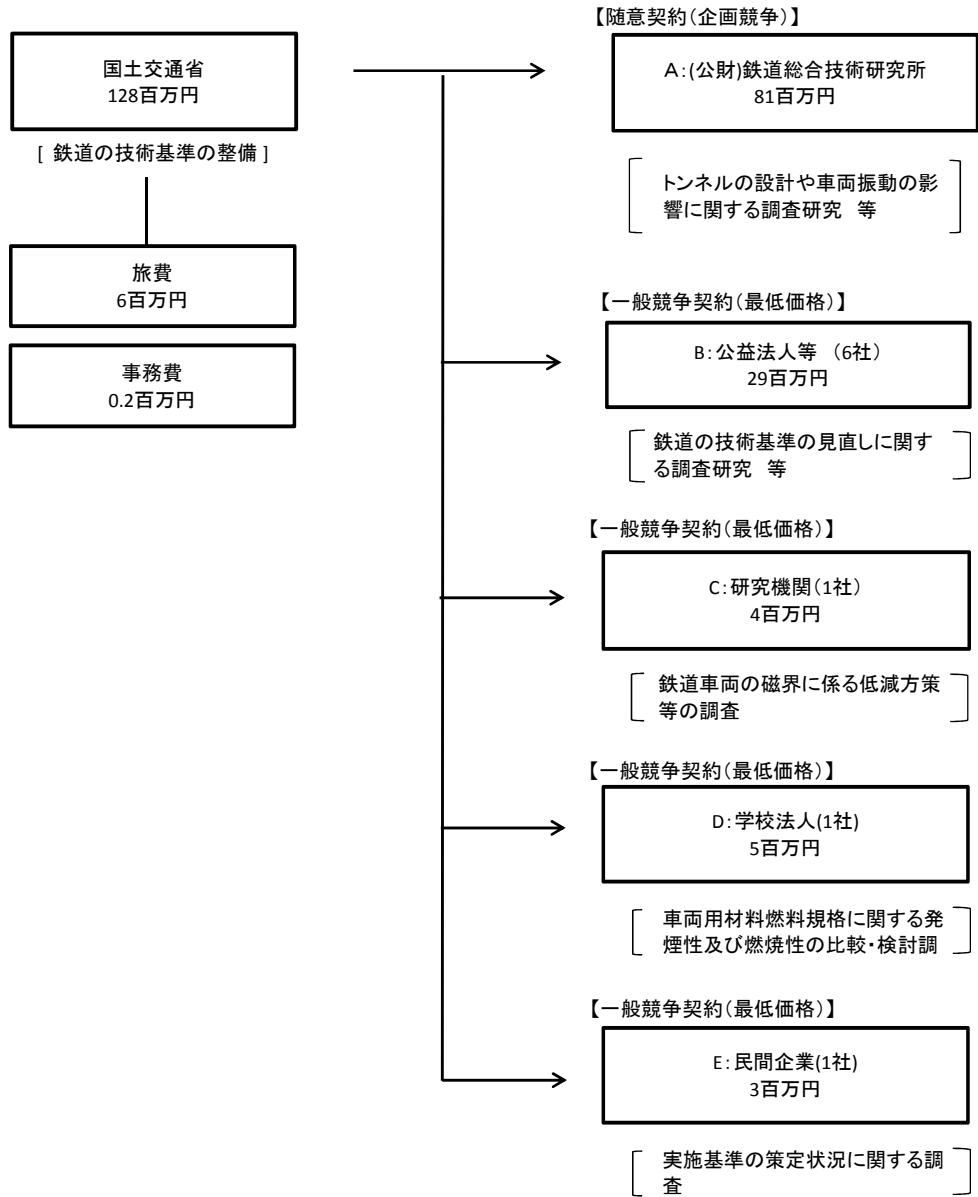 国土交通省
128百万円
[ 鉄道の技術基準の整備 ]
旅費
6百万円
事務費
0.2百万円
【随意契約(企画競争)】
A:(公財)鉄道総合技術研究所
81百万円
トンネルの設計や車両振動の影
響に関する調査研究 等
【一般競争契約(最低価格)】
B:公益法人等 (6社)
29百万円
鉄道の技術基準の見直しに関す
る調査研究 等
【一般競争契約(最低価格)】
C:研究機関(1社)
4百万円
鉄道車両の磁界に係る低減方策
等の調査
【一般競争契約(最低価格)】
D:学校法人(1社)
5百万円
車両用材料燃料規格に関する発
煙性及び燃焼性の比較・検討調
【一般競争契約(最低価格)】
E:民間企業(1社)
3百万円
実施基準の策定状況に関する調
査